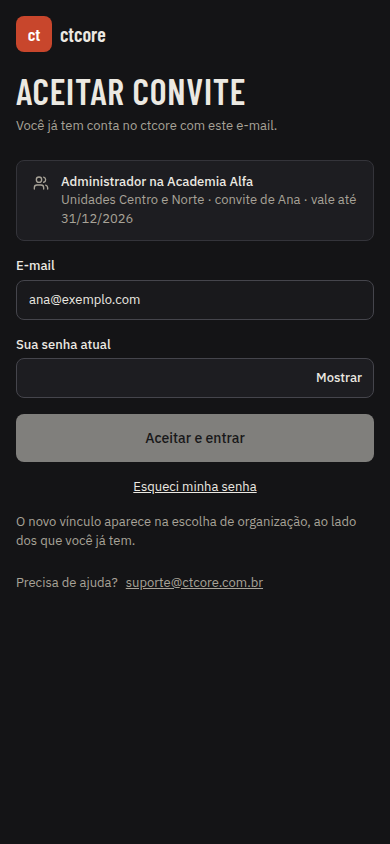 ct ctcore
ACEITAR CONVITE
Você já tem conta no ctcore com este e-mail.
Administrador na Academia Alfa
Unidades Centro e Norte · convite de Ana · vale até
31/12/2026
E-mail
ana@exemplo.com
Sua senha atual
Mostrar
Aceitar e entrar
Esqueci minha senha
O novo vínculo aparece na escolha de organização, ao lado
dos que você já tem.
Precisa de ajuda? suporte@ctcore.com.br